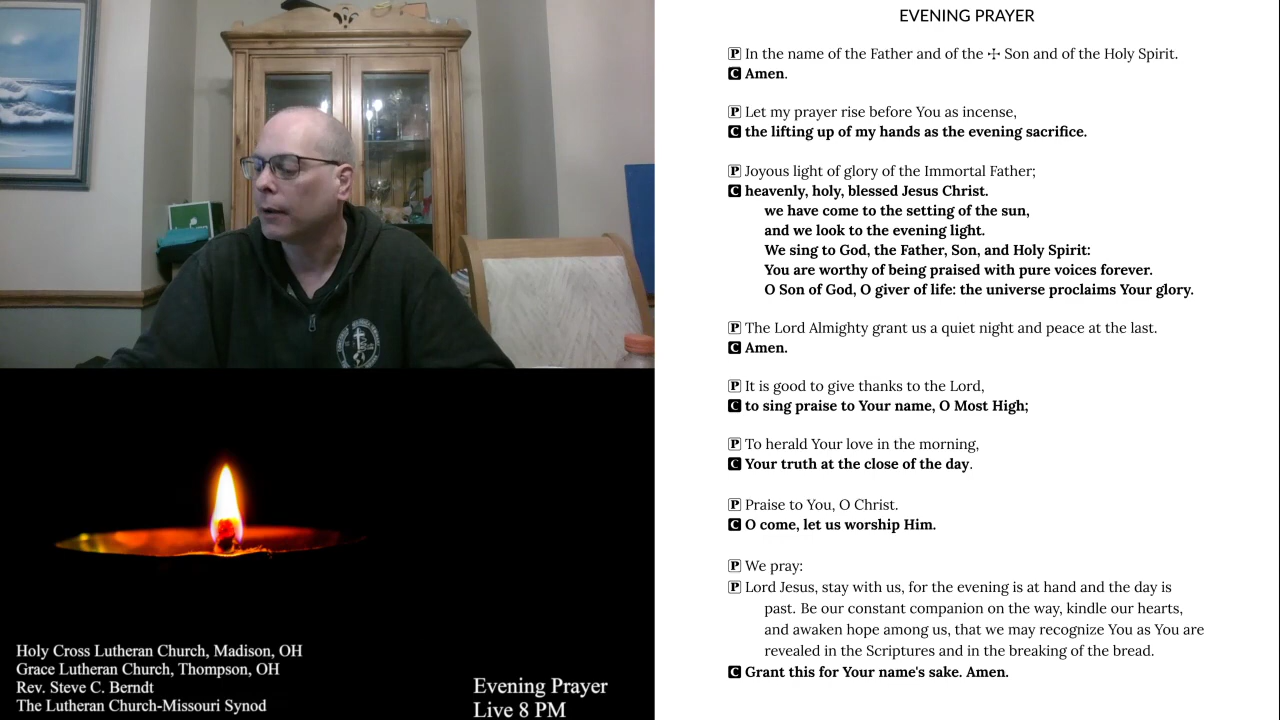 EVENING PRAYER
P In the name of the Father and of the ☩ Son and of the Holy Spirit.
C Amen.
P Let my prayer rise before You as incense,
C the lifting up of my hands as the evening sacrifice.
P Joyous light of glory of the Immortal Father;
C heavenly, holy, blessed Jesus Christ.
we have come to the setting of the sun,
and we look to the evening light.
We sing to God, the Father, Son, and Holy Spirit:
You are worthy of being praised with pure voices forever.
O Son of God, O giver of life: the universe proclaims Your glory.
P The Lord Almighty grant us a quiet night and peace at the last.
C Amen.
P It is good to give thanks to the Lord,
C to sing praise to Your name, O Most High;
P To herald Your love in the morning,
C Your truth at the close of the day.
P Praise to You, O Christ.
C O come, let us worship Him.
P We pray:
P Lord Jesus, stay with us, for the evening is at hand and the day is
past. Be our constant companion on the way, kindle our hearts,
and awaken hope among us, that we may recognize You as You are
revealed in the Scriptures and in the breaking of the bread.
C Grant this for Your name's sake. Amen.
Holy Cross Lutheran Church, Madison, OH
Grace Lutheran Church, Thompson, OH
Rev. Steve C. Berndt
The Lutheran Church-Missouri Synod
Evening Prayer
Live 8 PM